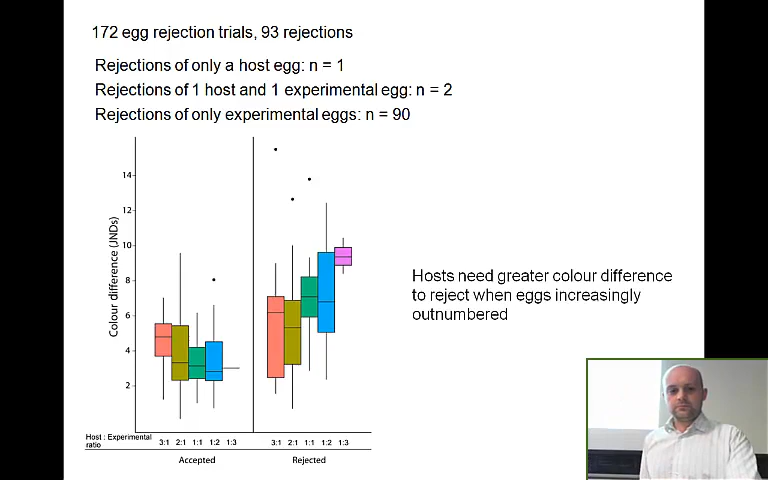 172 egg rejection trials, 93 rejections
Rejections of only a host egg: n = 1
Rejections of 1 host and 1 experimental egg: n = 2
Rejections of only experimental eggs: n = 90
14
12
10
8
6
4
2
Colour difference (JNDs)
Hosts need greater colour difference
to reject when eggs increasingly
outnumbered
Host : Experimental
ratio
3:1 2:1 1:1 1:2 1:3 3:1 2:1 1:1 1:2 1:3
Accepted Rejected